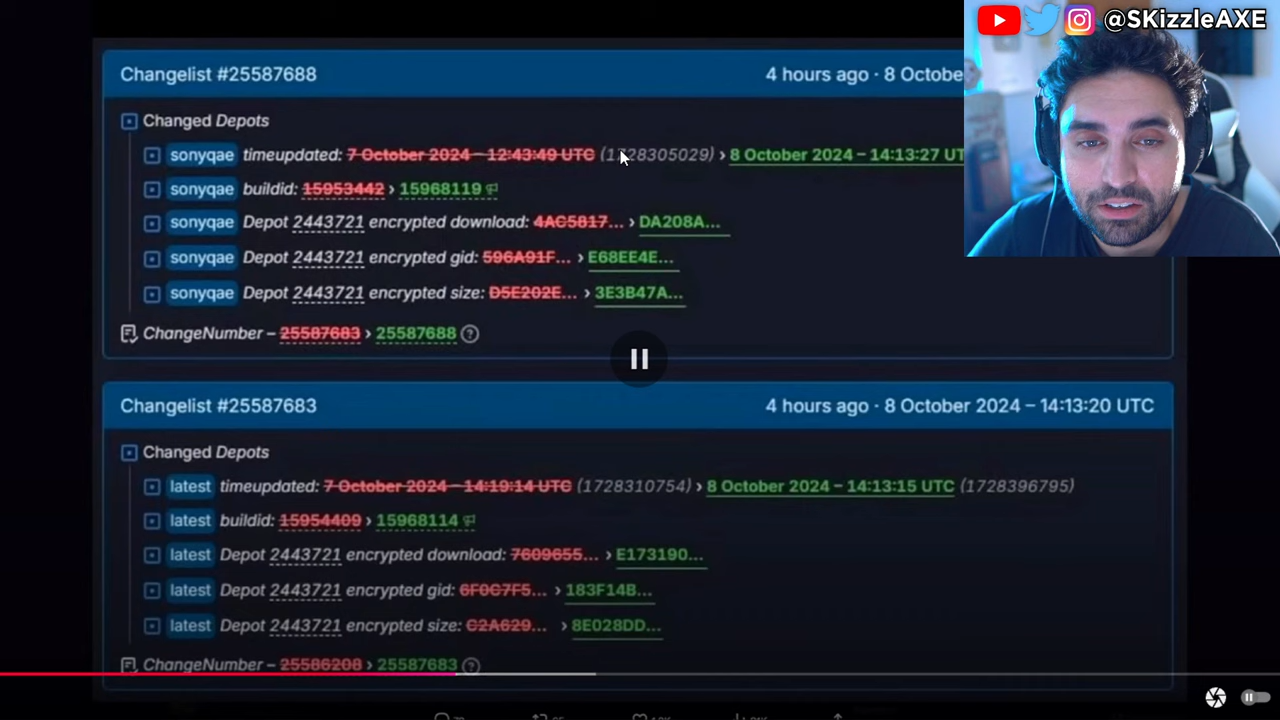 @SKizzleAXE
Changelist #25587688
4 hours ago · 8 Octobe
Changed Depots
sonyqae timeupdated: 7 October 2024 – 12:43:49 UTC (1728305029) › 8 October 2024 – 14:13:27 UT
sonyqae buildid: 15953442 › 15968119
sonyqae Depot 2443721 encrypted download: 4AC5817... › DA208A...
sonyqae Depot 2443721 encrypted gid: 596A91F... › E68EE4E...
sonyqae Depot 2443721 encrypted size: D5E202E... › 3E3B47A...
ChangeNumber – 25587683 › 25587688 ?
Changelist #25587683
4 hours ago · 8 October 2024 – 14:13:20 UTC
Changed Depots
latest timeupdated: 7 October 2024 – 14:19:14 UTC (1728310754) › 8 October 2024 – 14:13:15 UTC (1728396795)
latest buildid: 15954409 › 15968114
latest Depot 2443721 encrypted download: 7609655... › E173190...
latest Depot 2443721 encrypted gid: 6F0C7F5... › 183F14B...
latest Depot 2443721 encrypted size: C2A629... › 8E028DD...
ChangeNumber – 25586208 › 25587683 ?